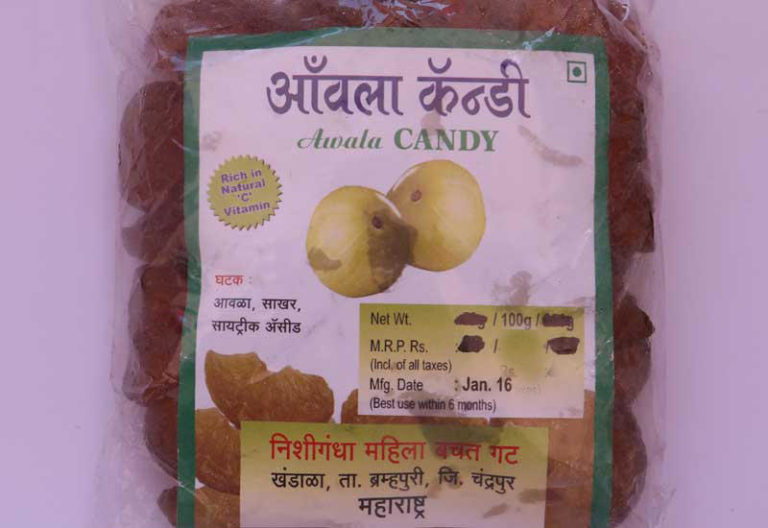 आँवला कॅन्डी
Awala CANDY
Rich in
Natural
'C'
Vitamin
घटक :
आवळा, साखर,
सायट्रीक ॲसीड
Net Wt. / 100g /
M.R.P. Rs. : /. /
(Incl. of all taxes)
Mfg. Date : Jan. 16
(Best use within 6 months)
निशीगंधा महिला बचत गट
खंडाळा, ता. ब्रम्हपुरी, जि. चंद्रपुर
महाराष्ट्र